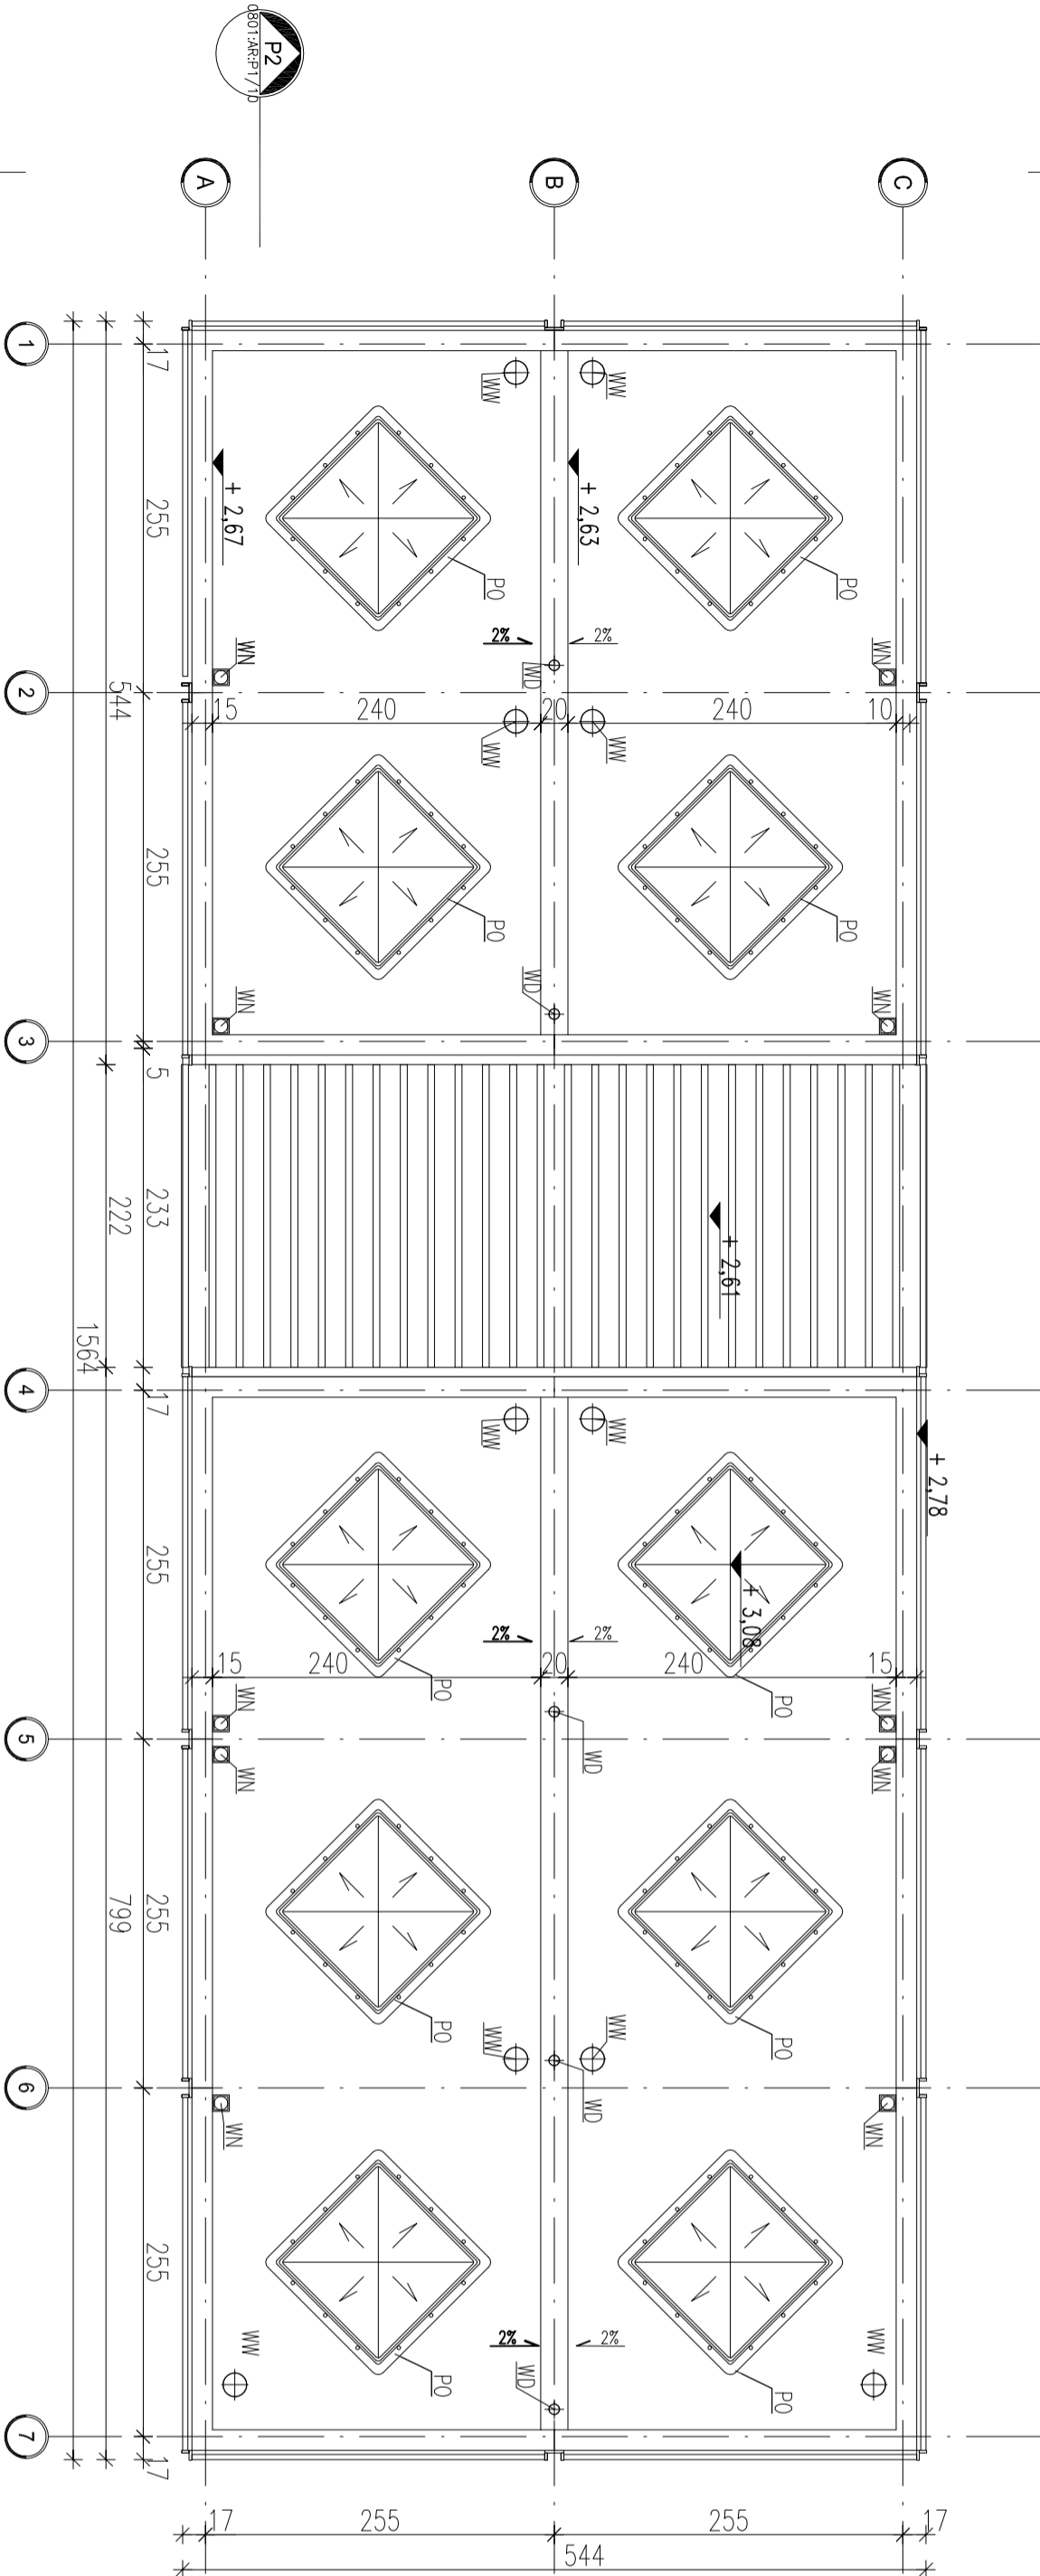 P2
0801:AR:P1/10
A
B
C
1
17
WW
WW
+ 2,67
255
+ 2,63
PO
PO
2%
2%
WN
WD
WN
2
544
15
240
20
240
10
WW
WW
255
PO
PO
WD
WN
WN
3
5
233
222
+ 2,61
1564
4
17
WW
WW
+ 2,78
255
+ 3,08
2%
2%
15
240
20
240
15
PO
PO
WN
WN
5
WD
WN
WN
799
255
PO
PO
WW
WW
6
WD
WN
WN
255
2%
2%
WW
WW
PO
WD
PO
7
17
17
255
255
17
544